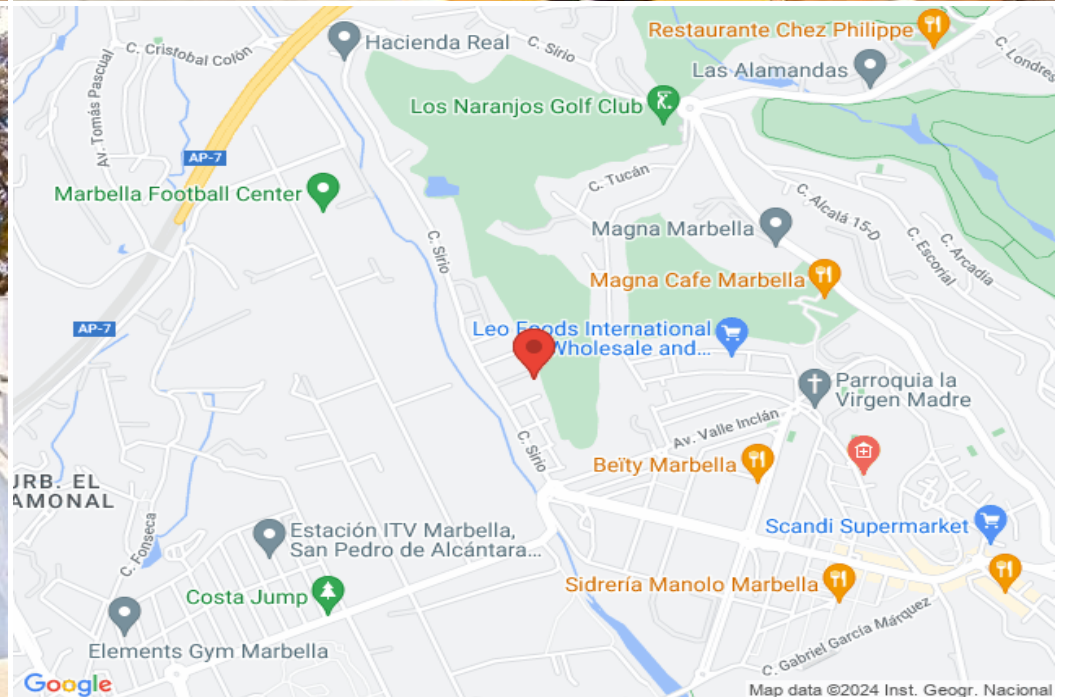 Restaurante Chez Philippe
Hacienda Real
C. Sirio
C. Cristobal Colón
C. Londres
Las Alamandas
Av. Tomás Pascual
Los Naranjos Golf Club
AP-7
C. Tucán
Marbella Football Center
C. Alcalá 15-D
Magna Marbella
C. Sirio
C. Escorial
C. Arcadia
Magna Cafe Marbella
AP-7
Leo Foods International
Wholesale and...
Parroquia la
Virgen Madre
Av. Valle Inclán
C. Sirio
Beïty Marbella
URB. EL
AMONAL
Scandi Supermarket
Estación ITV Marbella,
San Pedro de Alcántara...
C. Fonseca
Sidrería Manolo Marbella
Costa Jump
C. Gabriel García Márquez
Elements Gym Marbella
Google
Map data ©2024 Inst. Geogr. Nacional